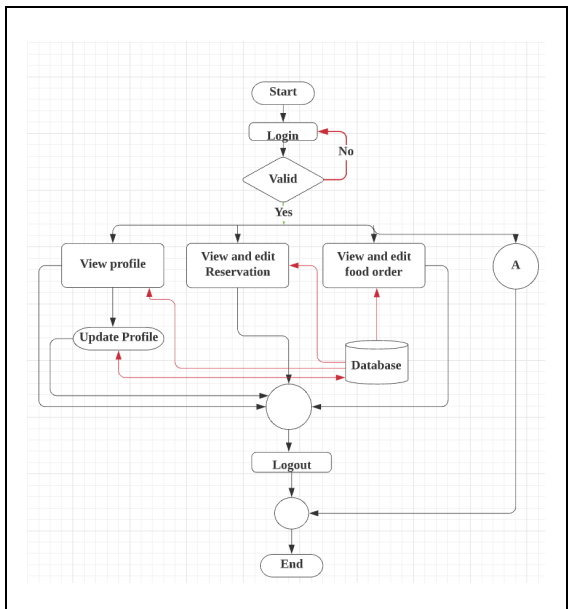 Start
Login
No
Valid
Yes
View profile
View and edit
Reservation
View and edit
food order
A
Update Profile
Database
Logout
End